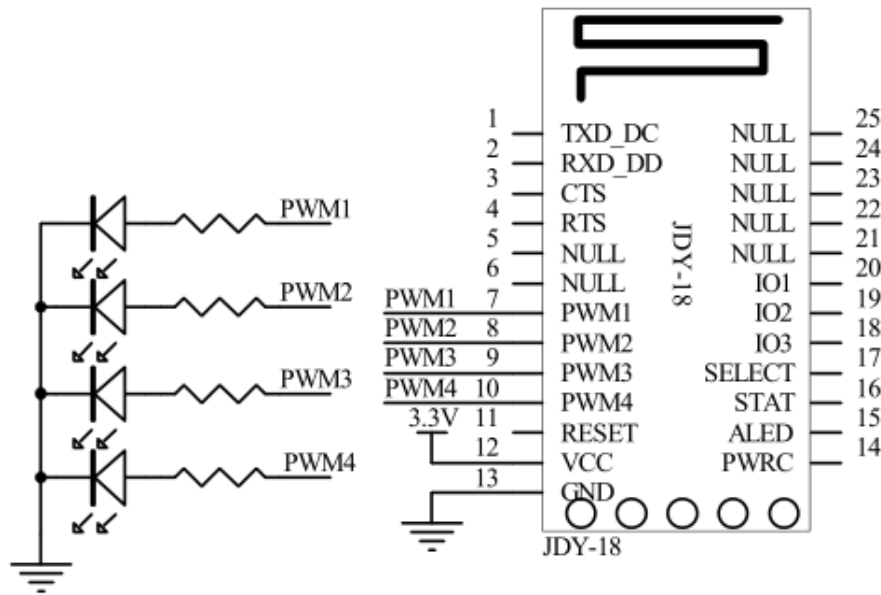 PWM1
PWM2
PWM3
PWM4
1 TXD_DC
2 RXD_DD
3 CTS
4 RTS
5 NULL
6 NULL
PWM1 7 PWM1
PWM2 8 PWM2
PWM3 9 PWM3
PWM4 10 PWM4
3.3V 11 RESET
12 VCC
13 GND
JDY-18
NULL 25
NULL 24
NULL 23
NULL 22
NULL 21
IO1 20
IO2 19
IO3 18
SELECT 17
STAT 16
ALED 15
PWRC 14
JDY-18